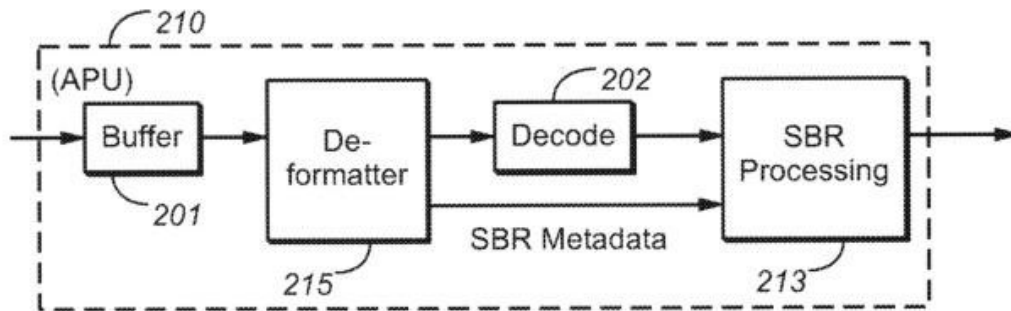 210
(APU)
202
Buffer
De-
formatter
Decode
SBR
Processing
201
SBR Metadata
215
213